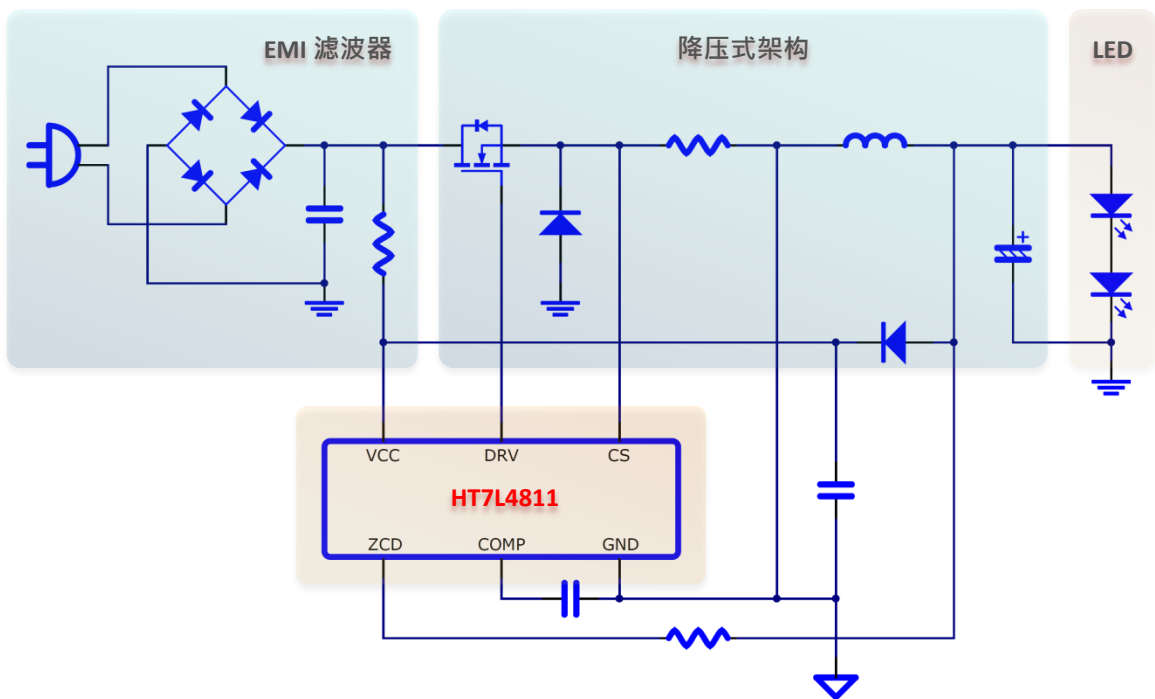 EMI 滤波器
降压式架构
LED
+
VCC
DRV
CS
HT7L4811
ZCD
COMP
GND